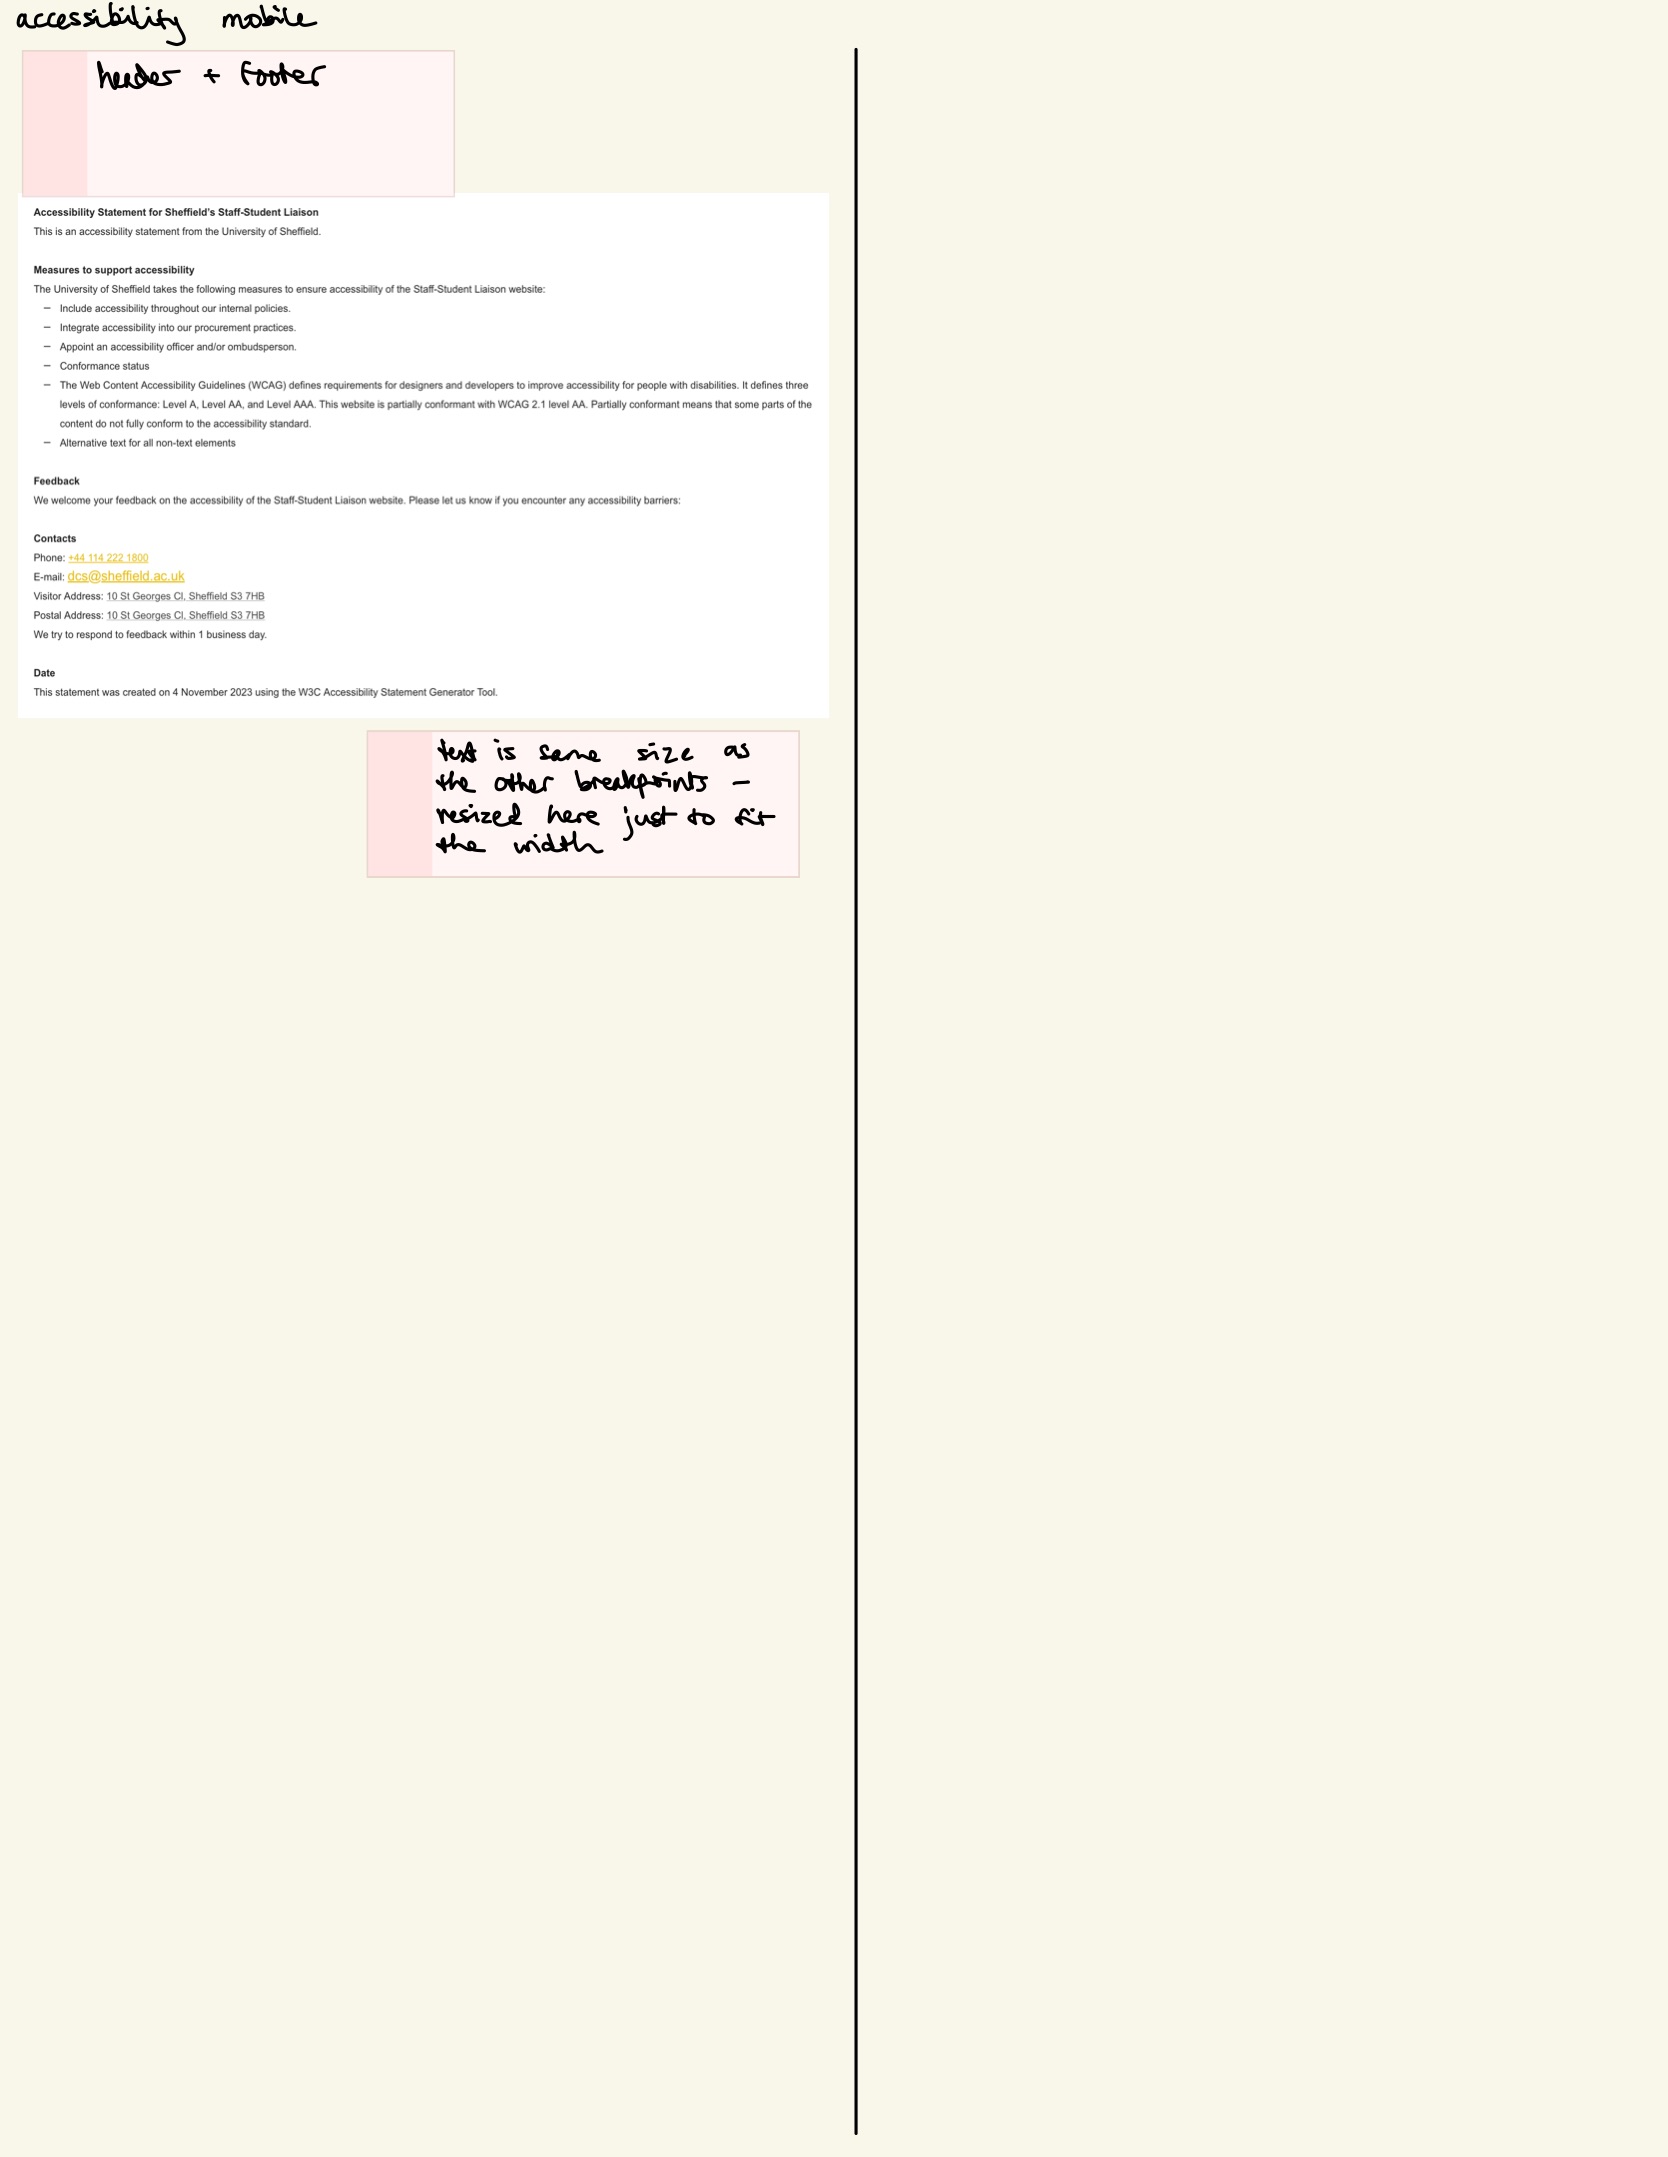 accessibility mobile
header + footer
Accessibility Statement for Sheffield's Staff-Student Liaison
This is an accessibility statement from the University of Sheffield.
Measures to support accessibility
The University of Sheffield takes the following measures to ensure accessibility of the Staff-Student Liaison website:
– Include accessibility throughout our internal policies.
– Integrate accessibility into our procurement practices.
– Appoint an accessibility officer and/or ombudsperson.
– Conformance status
– The Web Content Accessibility Guidelines (WCAG) defines requirements for designers and developers to improve accessibility for people with disabilities. It defines three
levels of conformance: Level A, Level AA, and Level AAA. This website is partially conformant with WCAG 2.1 level AA. Partially conformant means that some parts of the
content do not fully conform to the accessibility standard.
– Alternative text for all non-text elements
Feedback
We welcome your feedback on the accessibility of the Staff-Student Liaison website. Please let us know if you encounter any accessibility barriers:
Contacts
Phone: +44 114 222 1800
E-mail: dcs@sheffield.ac.uk
Visitor Address: 10 St Georges Cl, Sheffield S3 7HB
Postal Address: 10 St Georges Cl, Sheffield S3 7HB
We try to respond to feedback within 1 business day.
Date
This statement was created on 4 November 2023 using the W3C Accessibility Statement Generator Tool.
text is same size as
the other breakpoints –
resized here just to fit
the width